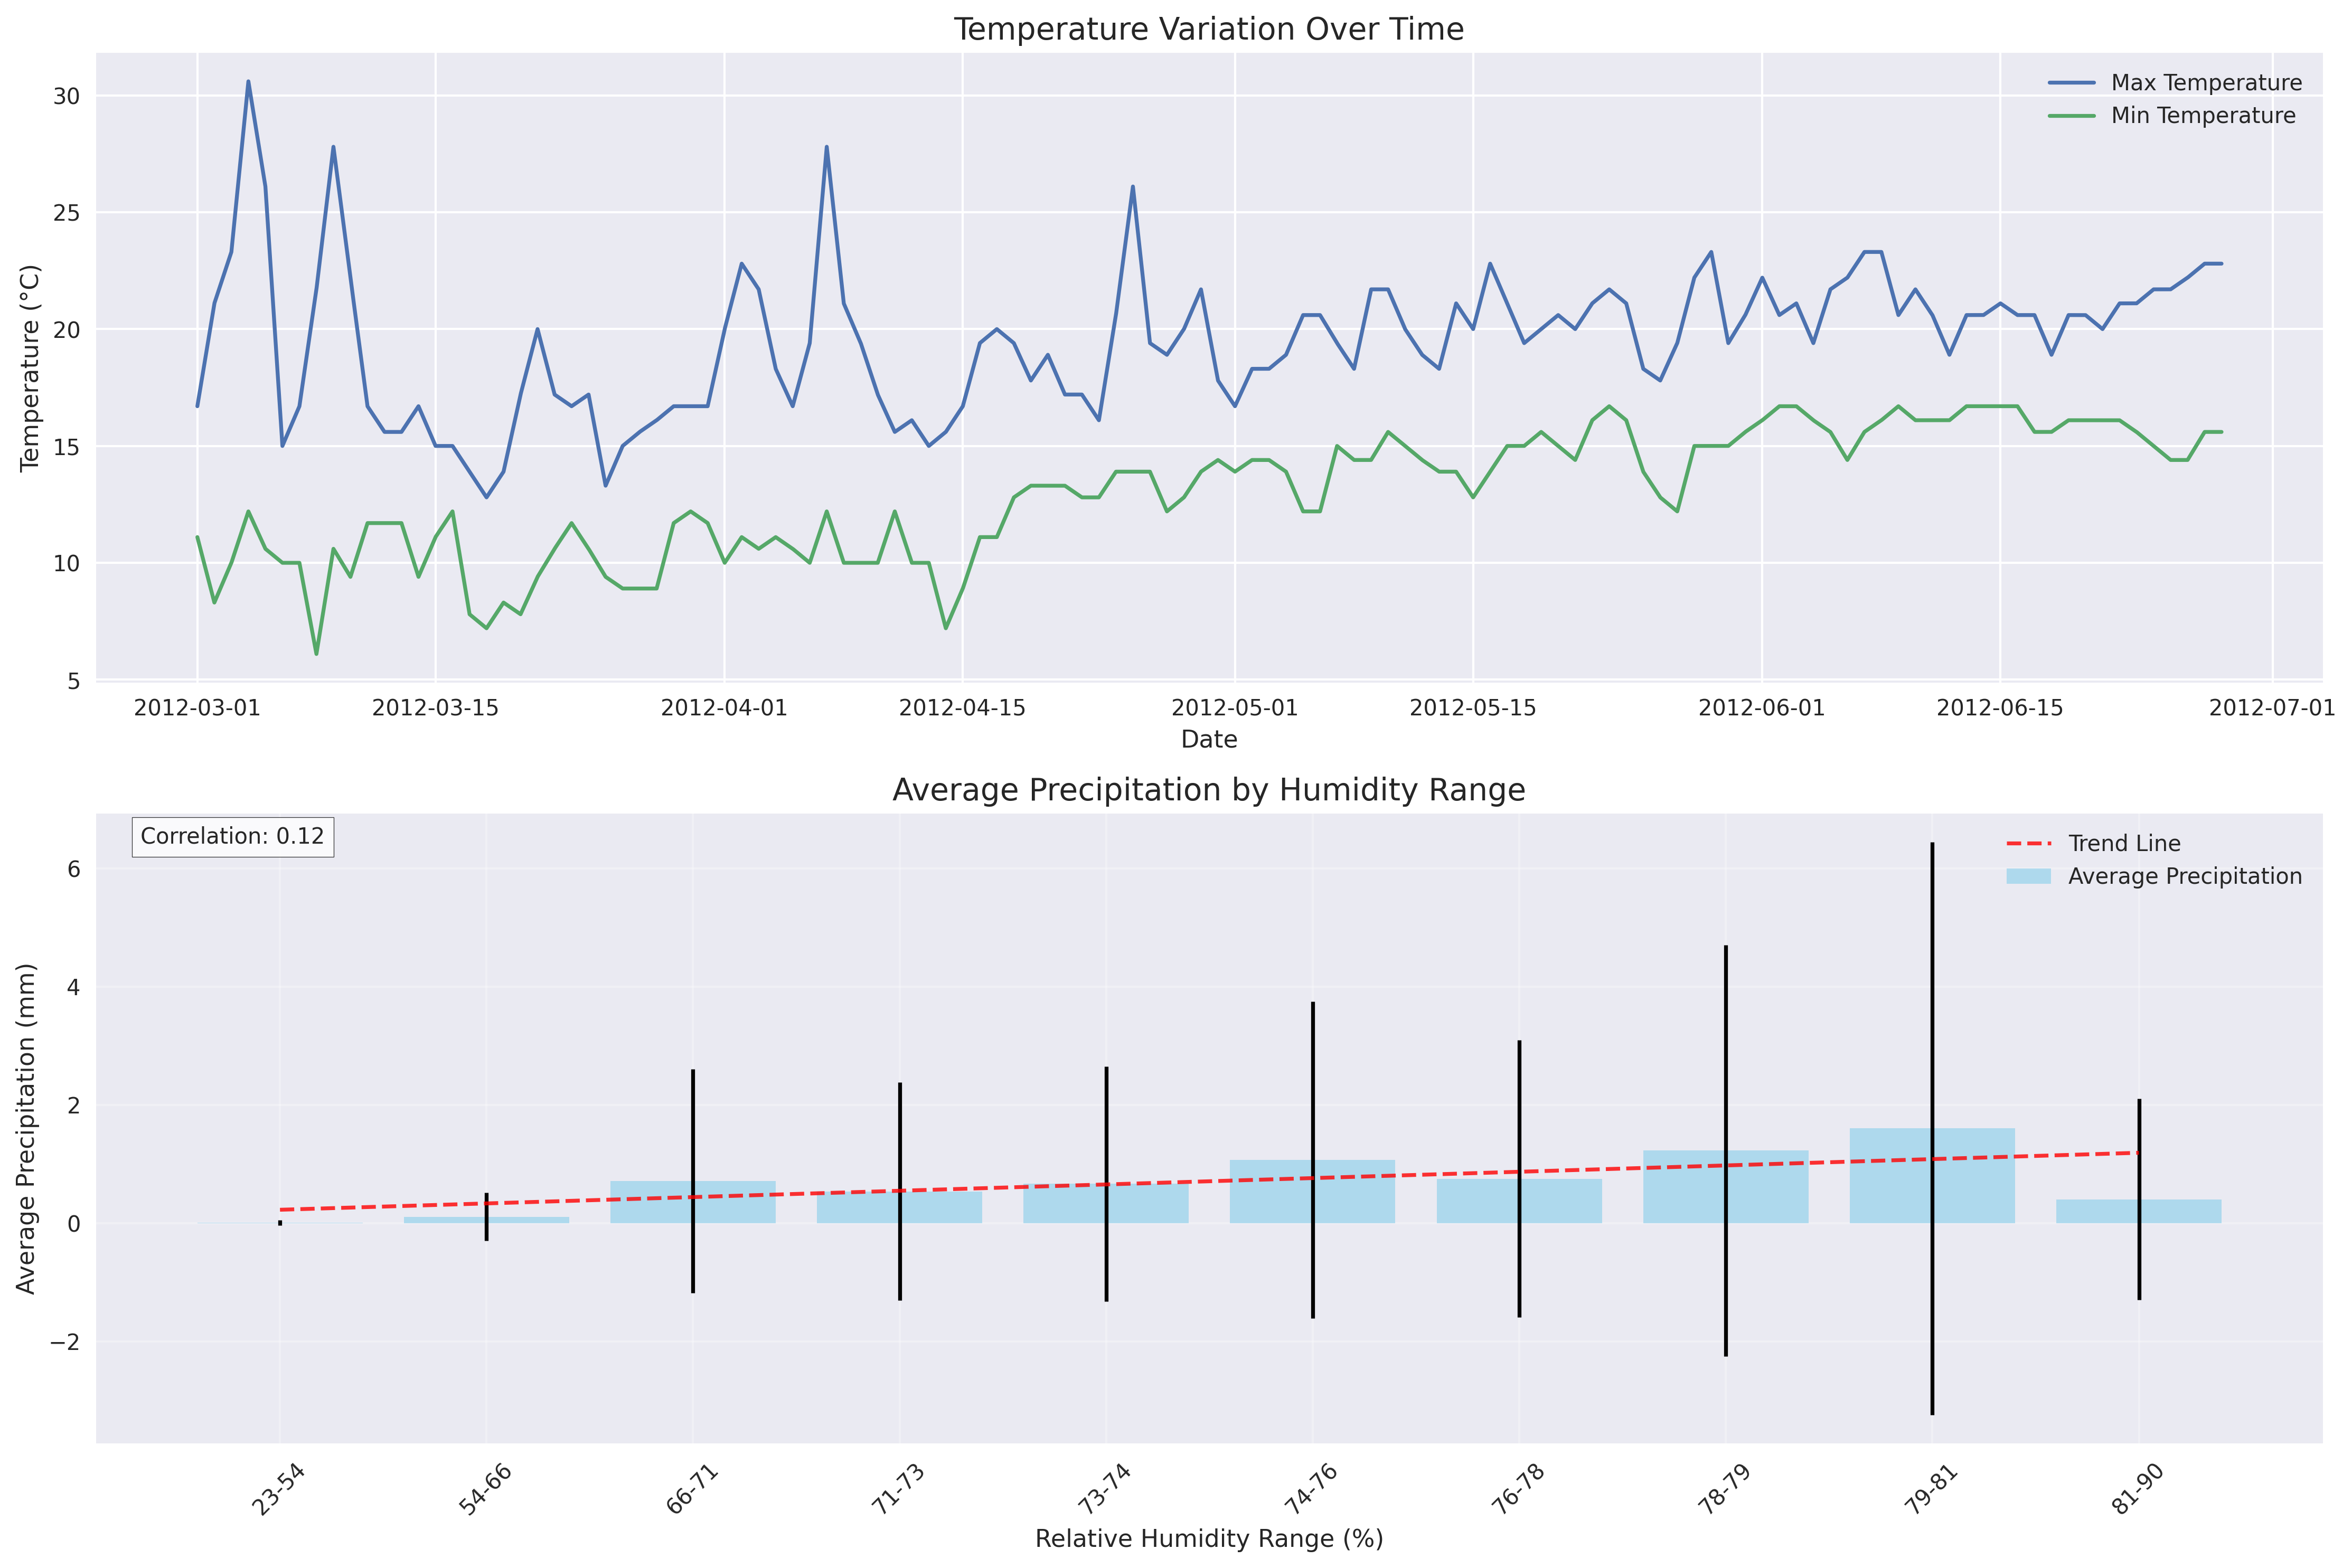 Temperature Variation Over Time
Max Temperature
Min Temperature
Temperature (°C)
30
25
20
15
10
5
2012-03-01 2012-03-15 2012-04-01 2012-04-15 2012-05-01 2012-05-15 2012-06-01 2012-06-15 2012-07-01
Date
Average Precipitation by Humidity Range
Correlation: 0.12
Trend Line
Average Precipitation
Average Precipitation (mm)
6
4
2
0
−2
23-54 54-66 66-71 71-73 73-74 74-76 76-78 78-79 79-81 81-90
Relative Humidity Range (%)